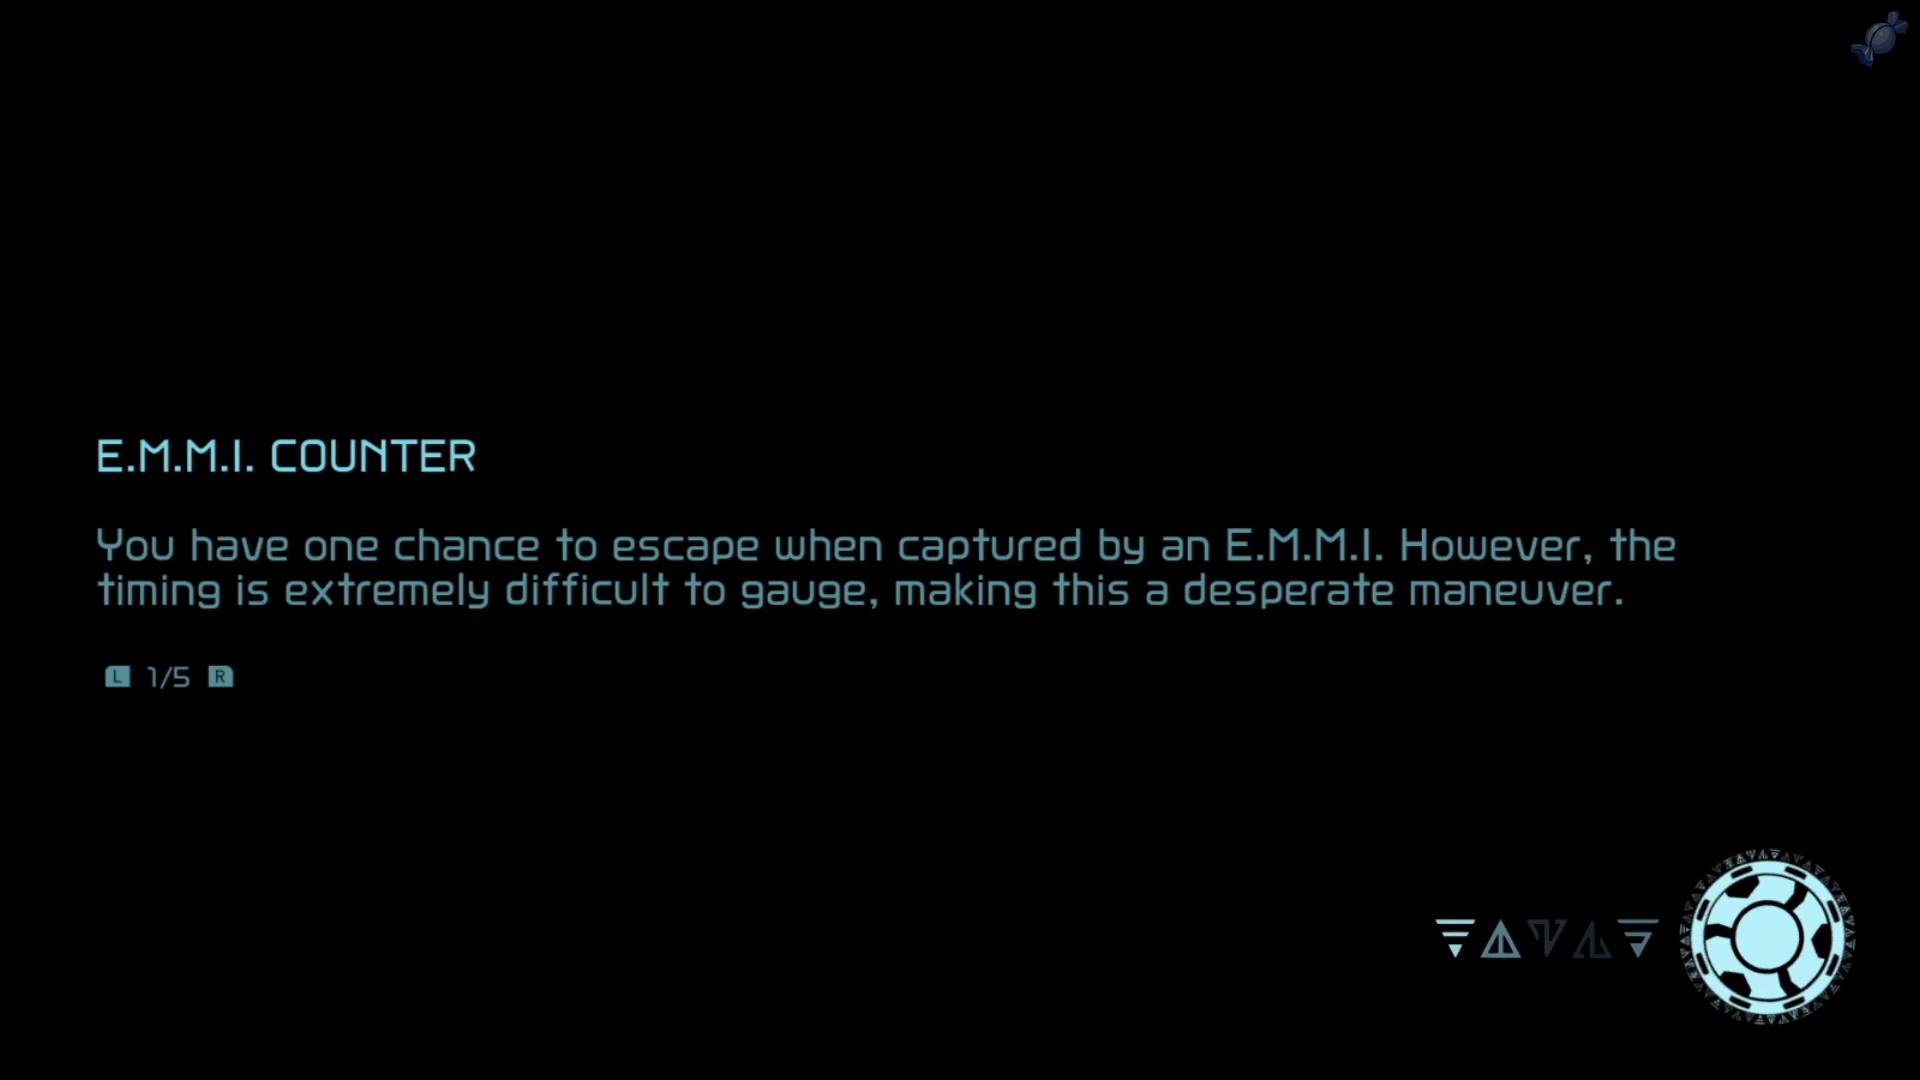 E.M.M.I. COUNTER
You have one chance to escape when captured by an E.M.M.I. However, the
timing is extremely difficult to gauge, making this a desperate maneuver.
L 1/5 R